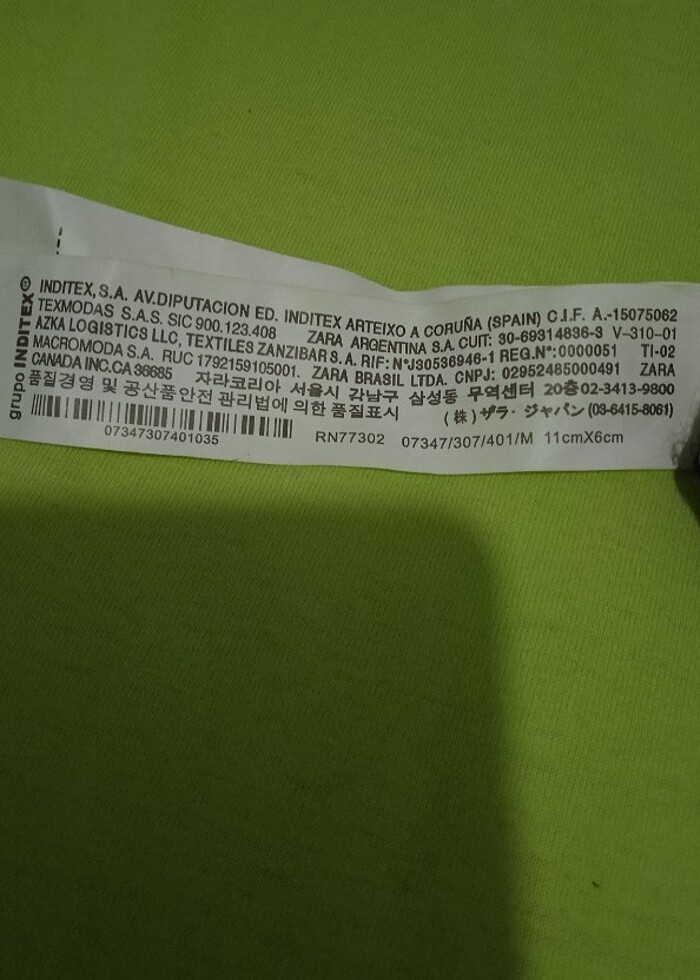 grupo INDITEX®
INDITEX, S.A. AV.DIPUTACION ED. INDITEX ARTEIXO A CORUÑA (SPAIN) C.I.F. A.-15075062
TEXMODAS S.A.S. SIC 900.123.408 ZARA ARGENTINA S.A. CUIT: 30-69314836-3 V-310-01
AZKA LOGISTICS LLC, TEXTILES ZANZIBAR S.A. RIF: N°J30536946-1 REG.N°:0000051 TI-02
MACROMODA S.A. RUC 1792159105001. ZARA BRASIL LTDA. CNPJ: 02952485000491 ZARA
CANADA INC.CA 36685 자라코리아 서울시 강남구 삼성동 무역센터 20층02-3413-9800
품질경영 및 공산품안전 관리법에 의한 품질표시 (株) ザラ・ジャパン (03-6415-8061)
07347307401035 RN77302 07347/307/401/M 11cmX6cm